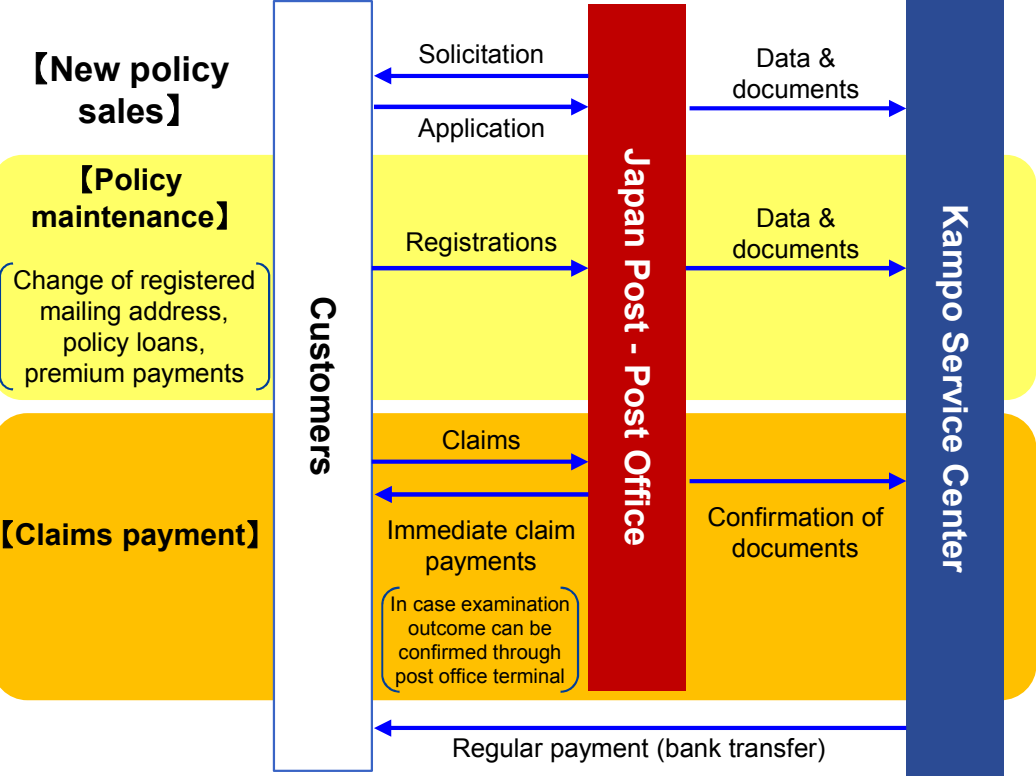 【New policy
sales】
Solicitation
Application
Data &
documents
【Policy
maintenance】
Change of registered
mailing address,
policy loans,
premium payments
Registrations
Data &
documents
Customers
Japan Post - Post Office
Kampo Service Center
【Claims payment】
Claims
Immediate claim
payments
In case examination
outcome can be
confirmed through
post office terminal
Confirmation of
documents
Regular payment (bank transfer)